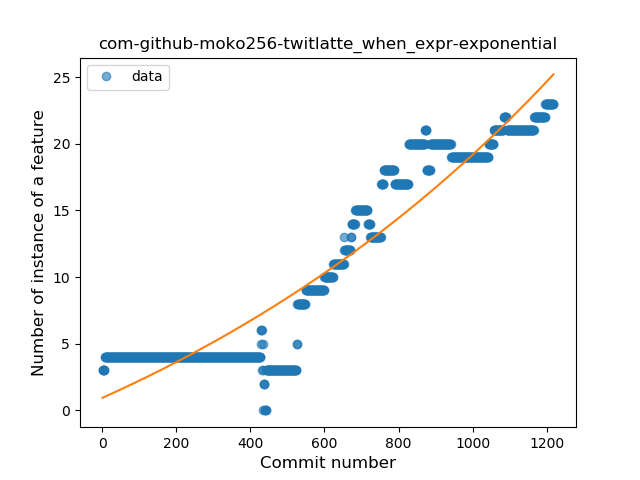 com-github-moko256-twitlatte_when_expr-exponential
data
Number of instance of a feature
25
20
15
10
5
0
0 200 400 600 800 1000 1200
Commit number